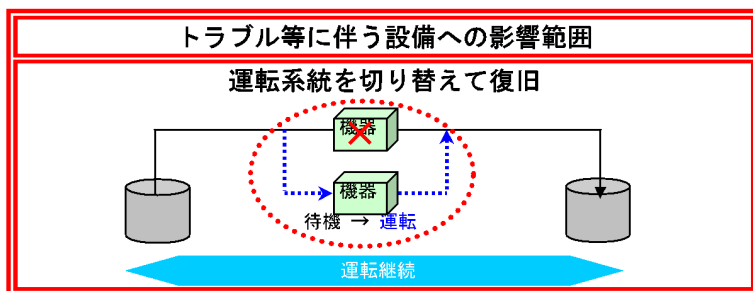 トラブル等に伴う設備への影響範囲
運転系統を切り替えて復旧
機器
機器
待機 → 運転
運転継続